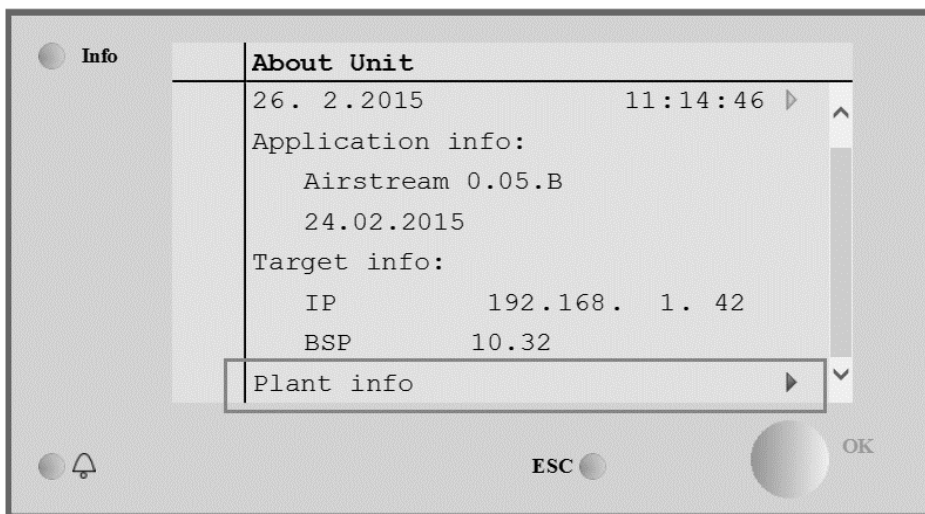 Info
About Unit
26. 2.2015 11:14:46
Application info:
Airstream 0.05.B
24.02.2015
Target info:
IP 192.168. 1. 42
BSP 10.32
Plant info
OK
ESC